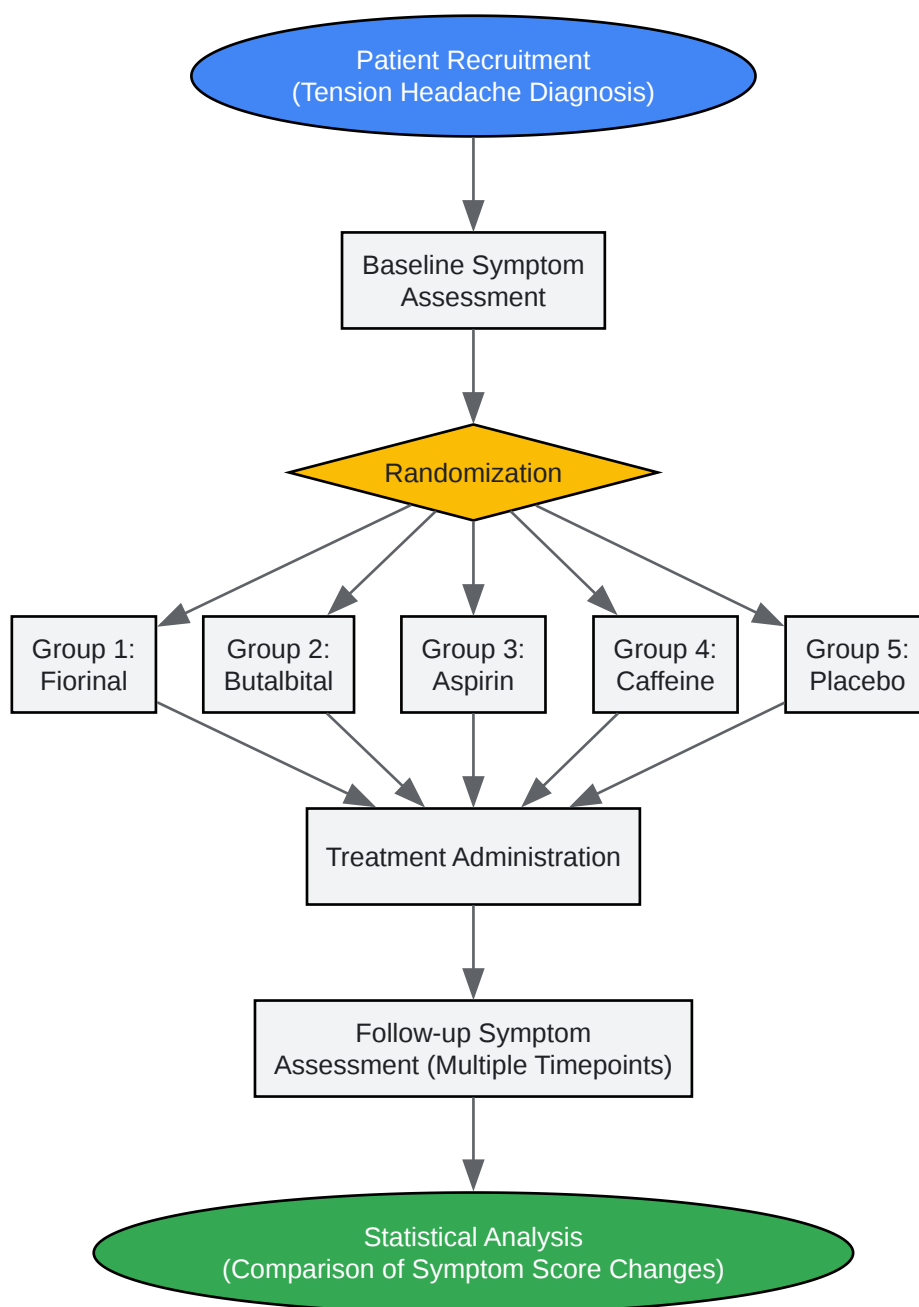 Patient Recruitment
(Tension Headache Diagnosis)
Baseline Symptom
Assessment
Randomization
Group 1:
Fiorinal
Group 2:
Butalbital
Group 3:
Aspirin
Group 4:
Caffeine
Group 5:
Placebo
Treatment Administration
Follow-up Symptom
Assessment (Multiple Timepoints)
Statistical Analysis
(Comparison of Symptom Score Changes)